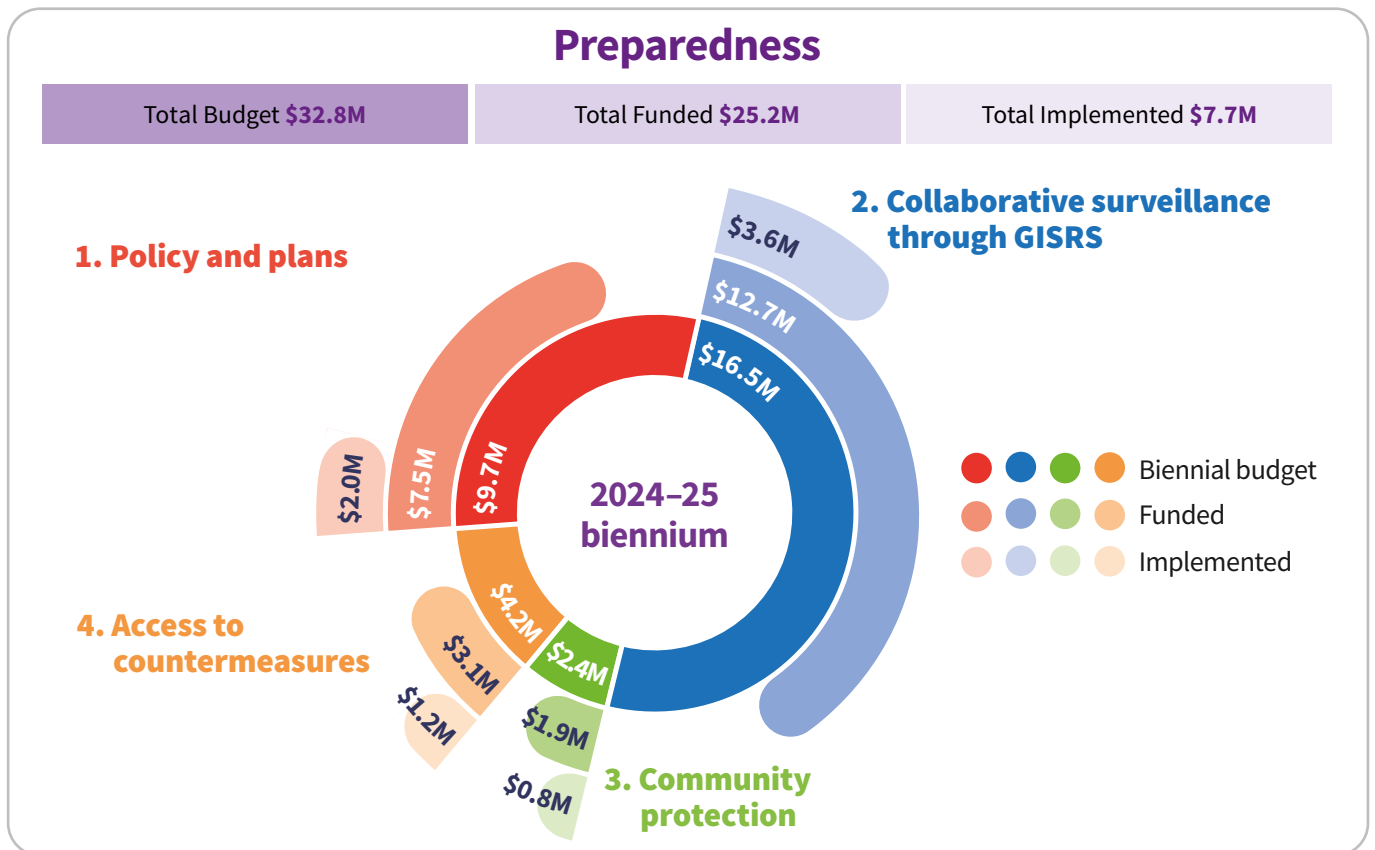 Preparedness
Total Budget $32.8M
Total Funded $25.2M
Total Implemented $7.7M
1. Policy and plans
$9.7M
$7.5M
$2.0M
2. Collaborative surveillance
through GISRS
$3.6M
$12.7M
$16.5M
2024–25
biennium
Biennial budget
Funded
Implemented
4. Access to
countermeasures
$4.2M
$3.1M
$1.2M
$2.4M
$1.9M
$0.8M
3. Community
protection